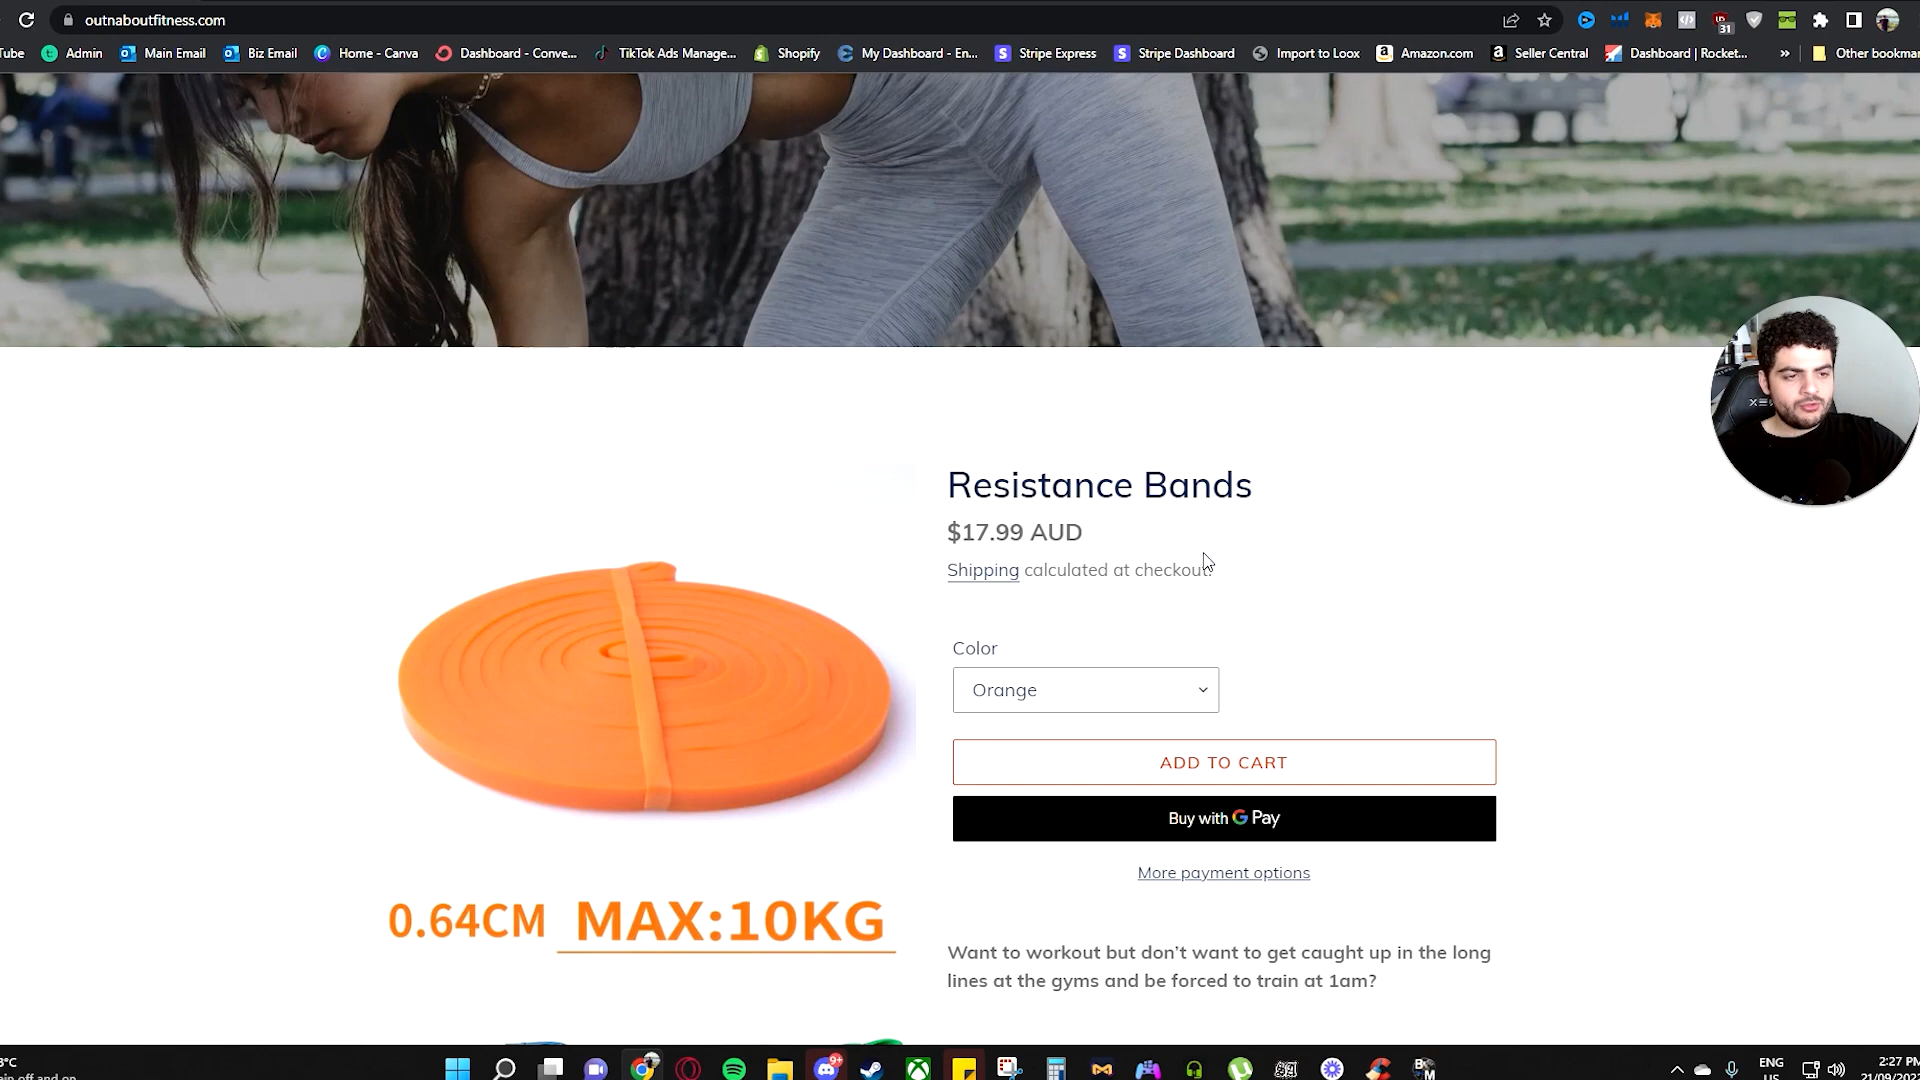 outnaboutfitness.com
31
Tube Admin Main Email Biz Email Home - Canva Dashboard - Conve... TikTok Ads Manage... Shopify My Dashboard - En... Stripe Express Stripe Dashboard Import to Loox Amazon.com Seller Central Dashboard | Rocket... » Other bookmar
Resistance Bands
$17.99 AUD
Shipping calculated at checkout.
Color
Orange
ADD TO CART
Buy with G Pay
More payment options
0.64CM MAX:10KG
Want to workout but don't want to get caught up in the long
lines at the gyms and be forced to train at 1am?
9+
ENG
US
2:27 PM